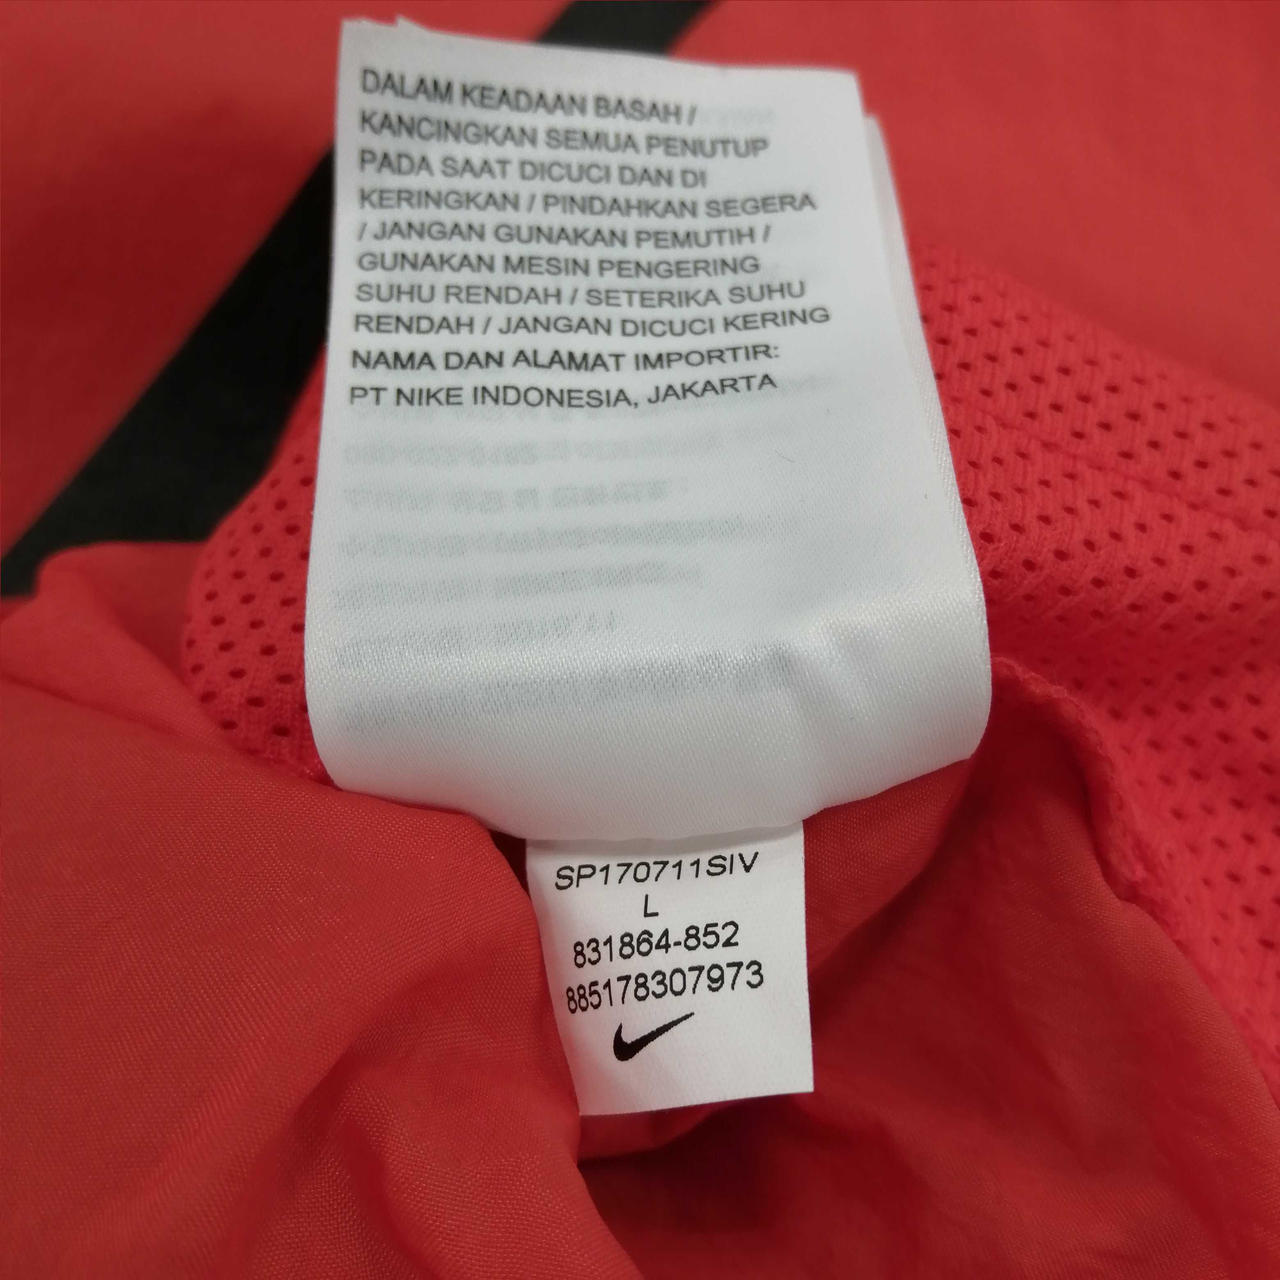 DALAM KEADAAN BASAH /
KANCINGKAN SEMUA PENUTUP
PADA SAAT DICUCI DAN DI
KERINGKAN / PINDAHKAN SEGERA
/ JANGAN GUNAKAN PEMUTIH /
GUNAKAN MESIN PENGERING
SUHU RENDAH / SETERIKA SUHU
RENDAH / JANGAN DICUCI KERING
NAMA DAN ALAMAT IMPORTIR:
PT NIKE INDONESIA, JAKARTA
SP170711SIV
L
831864-852
885178307973